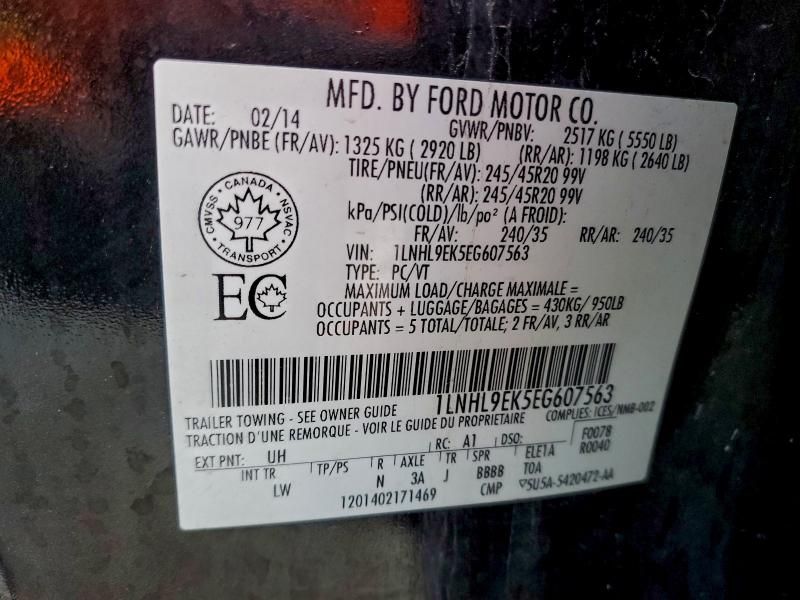 MFD. BY FORD MOTOR CO.
DATE: 02/14 GVWR/PNBV: 2517 KG ( 5550 LB)
GAWR/PNBE (FR/AV): 1325 KG ( 2920 LB) (RR/AR): 1198 KG ( 2640 LB)
TIRE/PNEU(FR/AV): 245/45R20 99V
(RR/AR): 245/45R20 99V
kPa/PSI(COLD)/lb/po² (A FROID):
FR/AV: 240/35 RR/AR: 240/35
CANADA
CMVSS 977 NSVAC
TRANSPORT
VIN: 1LNHL9EK5EG607563
TYPE: PC/VT
EC
MAXIMUM LOAD/CHARGE MAXIMALE =
OCCUPANTS + LUGGAGE/BAGAGES = 430KG/ 950LB
OCCUPANTS = 5 TOTAL/TOTALE; 2 FR/AV, 3 RR/AR
1LNHL9EK5EG607563
TRAILER TOWING - SEE OWNER GUIDE COMPLIES: ICES/NMB-002
TRACTION D'UNE REMORQUE - VOIR LE GUIDE DU PROPRIETAIRE
EXT PNT: UH RC: A1 DSO: F0078
INT TR TP/PS R AXLE TR SPR ELE1A R0040
LW N 3A J BBBB TOA
1201402171469 CMP 5U5A-5420472-AA